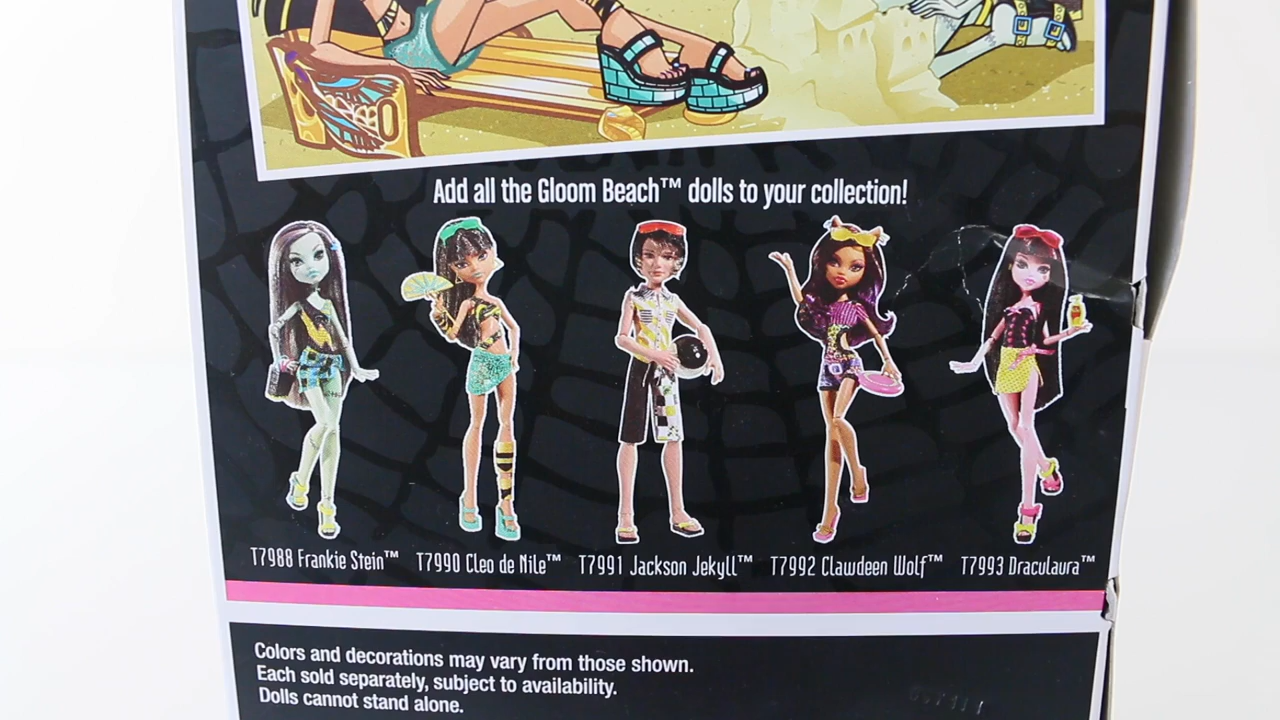 Add all the Gloom Beach™ dolls to your collection!
T7988 Frankie Stein™ T7990 Cleo de Nile™ T7991 Jackson Jekyll™ T7992 Clawdeen Wolf™ T7993 Draculaura™
Colors and decorations may vary from those shown.
Each sold separately, subject to availability.
Dolls cannot stand alone.